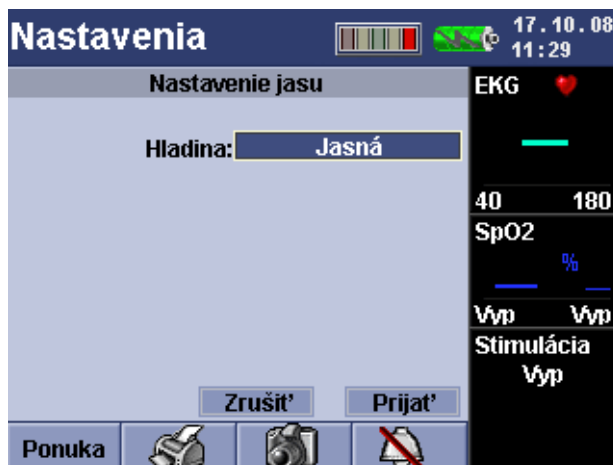 Nastavenia
17.10.08
11:29
Nastavenie jasu
Hladina: Jasná
Zrušiť
Prijať
Ponuka
EKG
40 180
SpO2
%
Vyp Vyp
Stimulácia
Vyp